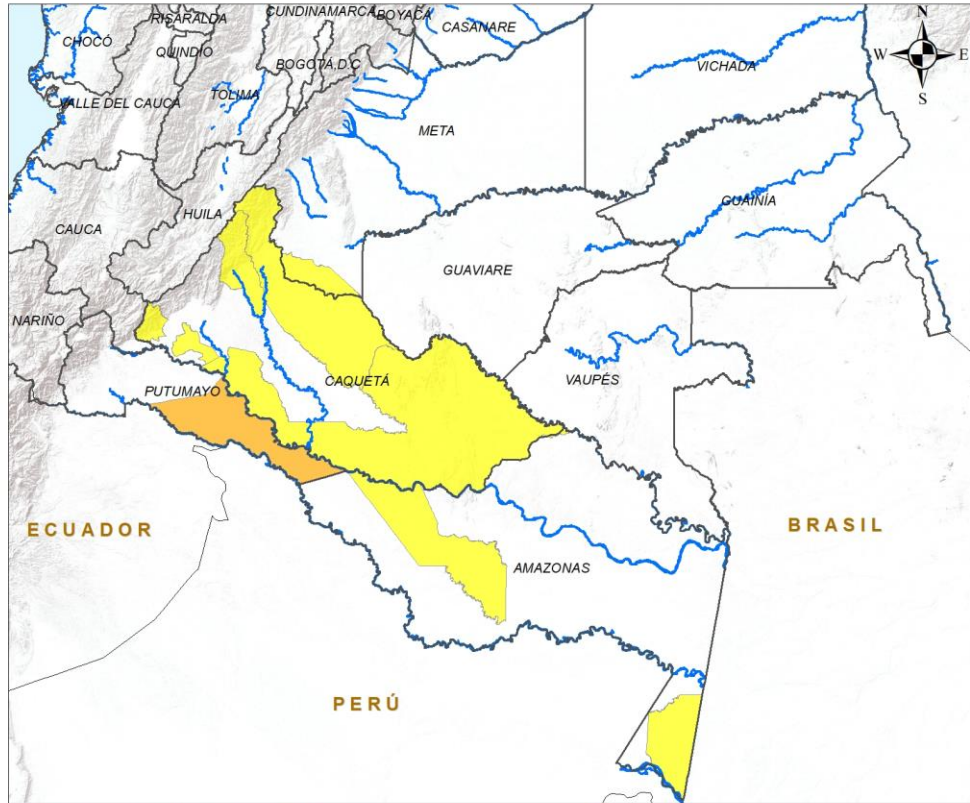 CUNDINAMARCA
BOYACÁ
RISARALDA
CASANARE
CHOCÓ
QUINDIO
BOGOTÁ,D.C
VICHADA
N
W
E
S
VALLE DEL CAUCA
TOLIMA
META
HUILA
GUAINÍA
CAUCA
GUAVIARE
NARIÑO
PUTUMAYO
CAQUETÁ
VAUPÉS
ECUADOR
BRASIL
AMAZONAS
PERÚ